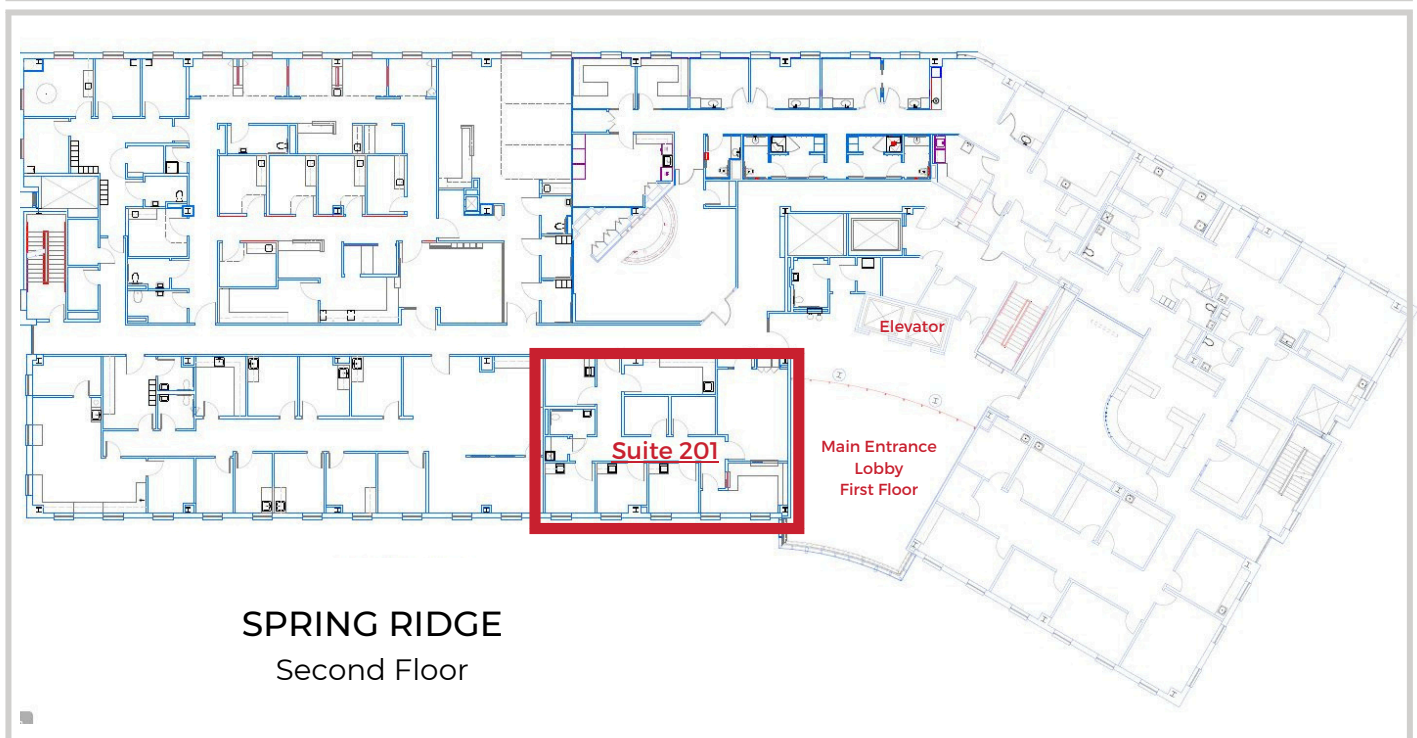 Elevator
Suite 201
Main Entrance
Lobby
First Floor
SPRING RIDGE
Second Floor